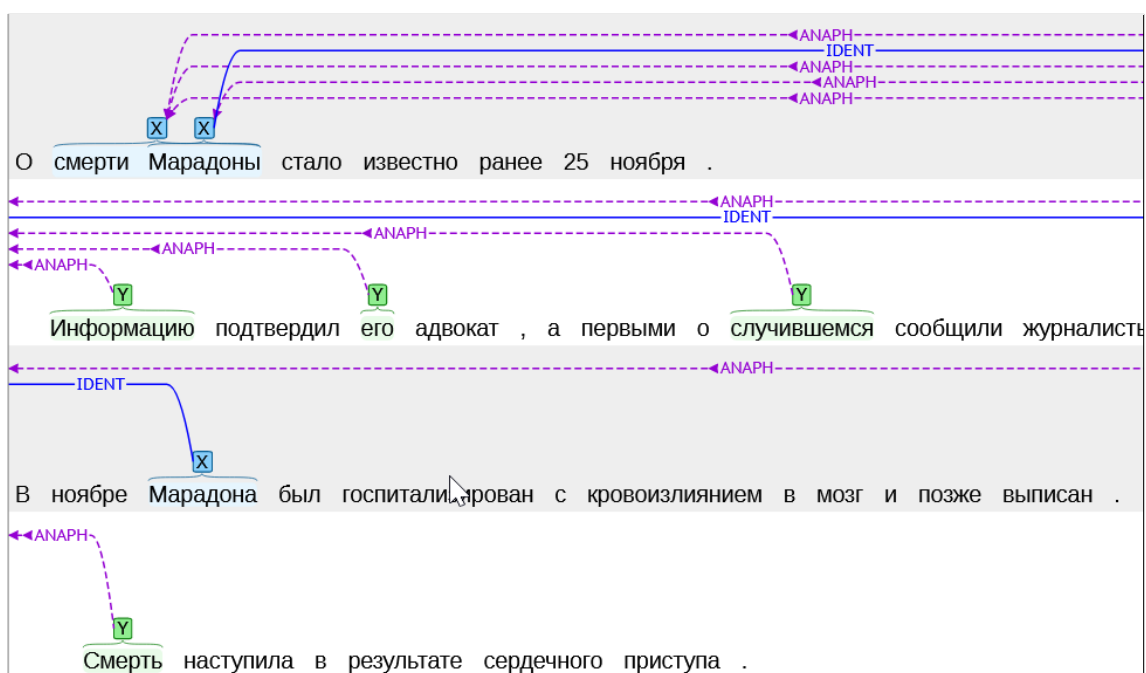 ANAPH
IDENT
ANAPH
ANAPH
ANAPH
X X
О смерти Марадоны стало известно ранее 25 ноября .
ANAPH
IDENT
ANAPH
ANAPH
ANAPH
Y Y Y
Информацию подтвердил его адвокат , а первыми о случившемся сообщили
ANAPH
IDENT
X
В ноябре Марадона был в кровоизлиянием в мозг и позже выписан .
ANAPH
Y
Смерть наступила в результате сердечного приступа .